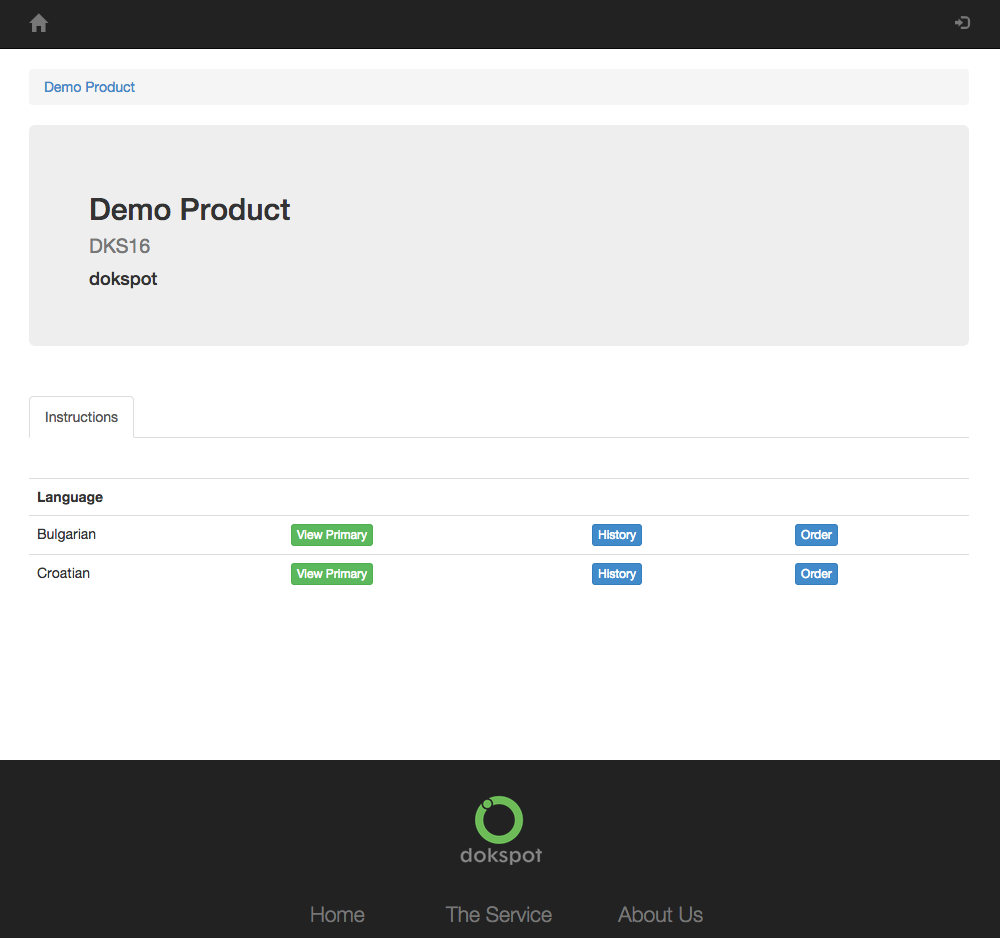 Demo Product
Demo Product
DKS16
dokspot
Instructions
Language
Bulgarian View Primary History Order
Croatian View Primary History Order
dokspot
Home The Service About Us